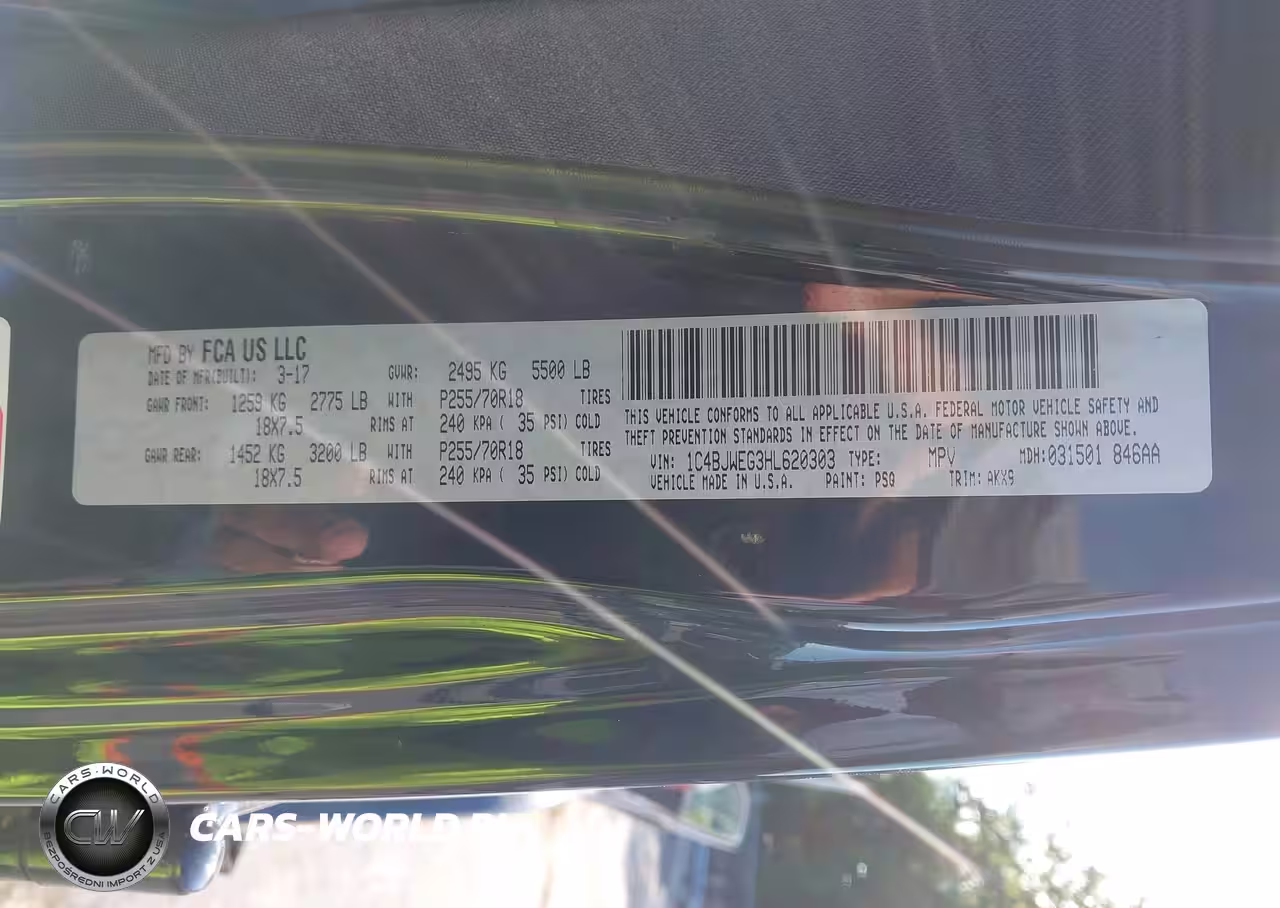 MFD BY FCA US LLC
DATE OF MFR(BUILT): 3-17 GVWR: 2495 KG 5500 LB
GAWR FRONT: 1259 KG 2775 LB WITH P255/70R18 TIRES
18X7.5 RIMS AT 240 KPA ( 35 PSI) COLD
GAWR REAR: 1452 KG 3200 LB WITH P255/70R18 TIRES
18X7.5 RIMS AT 240 KPA ( 35 PSI) COLD
THIS VEHICLE CONFORMS TO ALL APPLICABLE U.S.A. FEDERAL MOTOR VEHICLE SAFETY AND
THEFT PREVENTION STANDARDS IN EFFECT ON THE DATE OF MANUFACTURE SHOWN ABOVE.
VIN: 1C4BJWEG3HL620303 TYPE: MPV MDH:031501 846AA
VEHICLE MADE IN U.S.A. PAINT: PSG TRIM: AKX9
CARS-WORLD
CW
BEZPOŚREDNI IMPORT Z USA
CARS-WORLD